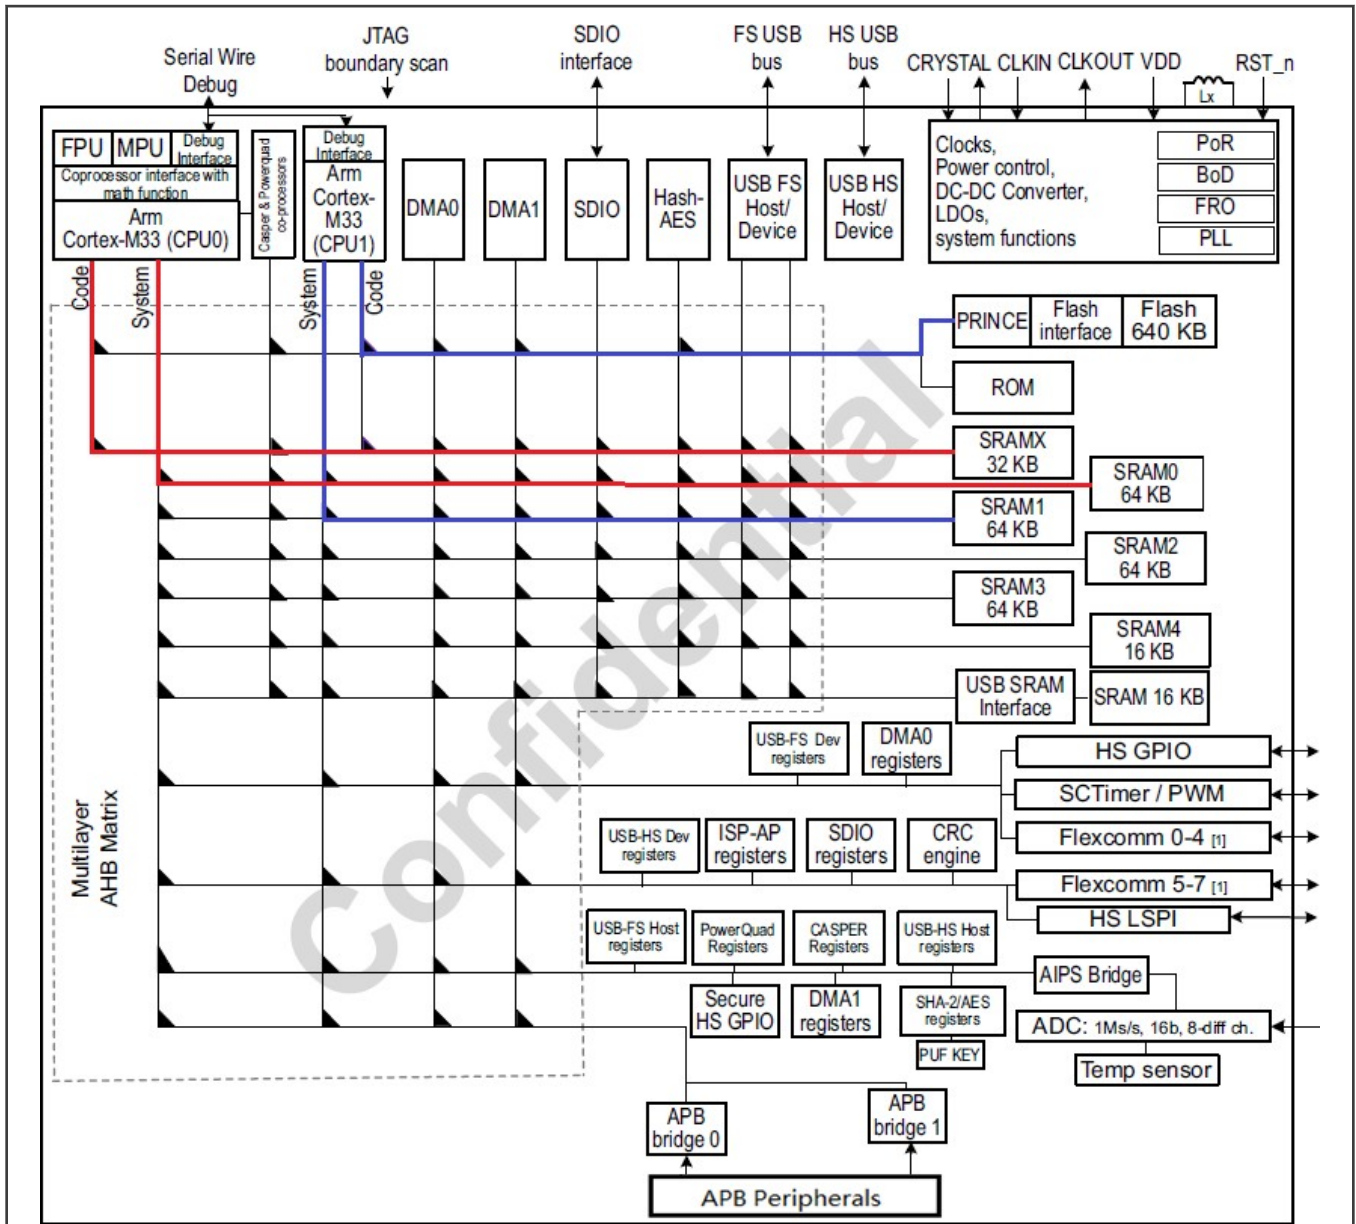 Serial Wire
Debug
JTAG
boundary scan
SDIO
interface
FS USB
bus
HS USB
bus
CRYSTAL CLKIN CLKOUT VDD
Lx
RST_n
FPU
MPU
Debug
Interface
Coprocessor interface with
math function
Arm
Cortex-M33 (CPU0)
Casper & Powerquad
co-processors
Debug
Interface
Arm
Cortex-
M33
(CPU1)
DMA0
DMA1
SDIO
Hash-
AES
USB FS
Host/
Device
USB HS
Host/
Device
Clocks,
Power control,
DC-DC Converter,
LDOs,
system functions
PoR
BoD
FRO
PLL
Code
System
System
Code
PRINCE
Flash
interface
Flash
640 KB
ROM
SRAMX
32 KB
SRAM0
64 KB
SRAM1
64 KB
SRAM2
64 KB
SRAM3
64 KB
SRAM4
16 KB
USB SRAM
Interface
SRAM 16 KB
Confidential
Multilayer
AHB Matrix
USB-FS Dev
registers
DMA0
registers
HS GPIO
SCTimer / PWM
Flexcomm 0-4 [1]
USB-HS Dev
registers
ISP-AP
registers
SDIO
registers
CRC
engine
Flexcomm 5-7 [1]
HS LSPI
USB-FS Host
registers
PowerQuad
Registers
CASPER
Registers
USB-HS Host
registers
AIPS Bridge
Secure
HS GPIO
DMA1
registers
SHA-2/AES
registers
PUF KEY
ADC: 1Ms/s, 16b, 8-diff ch.
Temp sensor
APB
bridge 0
APB
bridge 1
APB Peripherals